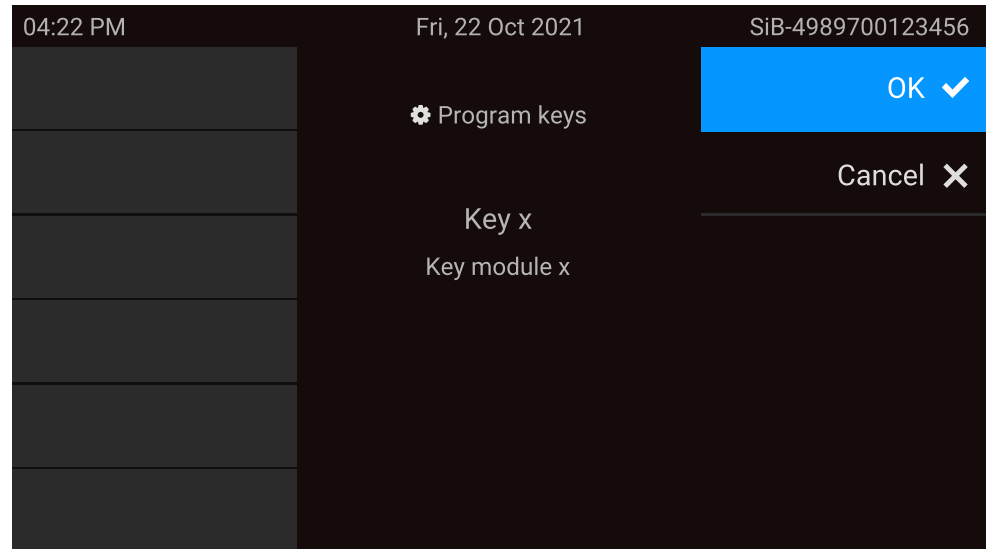 04:22 PM
Fri, 22 Oct 2021
SiB-4989700123456
Program keys
Key x
Key module x
OK
Cancel